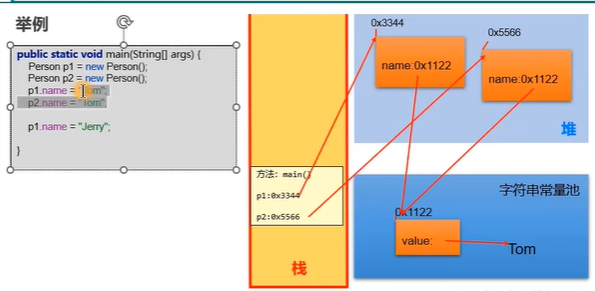 举例
public static void main(String[] args) {
Person p1 = new Person();
Person p2 = new Person();
p1.name = "Tom";
p2.name = "Tom";
p1.name = "Jerry";
}
方法: main()
p1:0x3344
p2:0x5566
栈
0x3344
name:0x1122
0x5566
name:0x1122
堆
字符串常量池
0x1122
value:
Tom